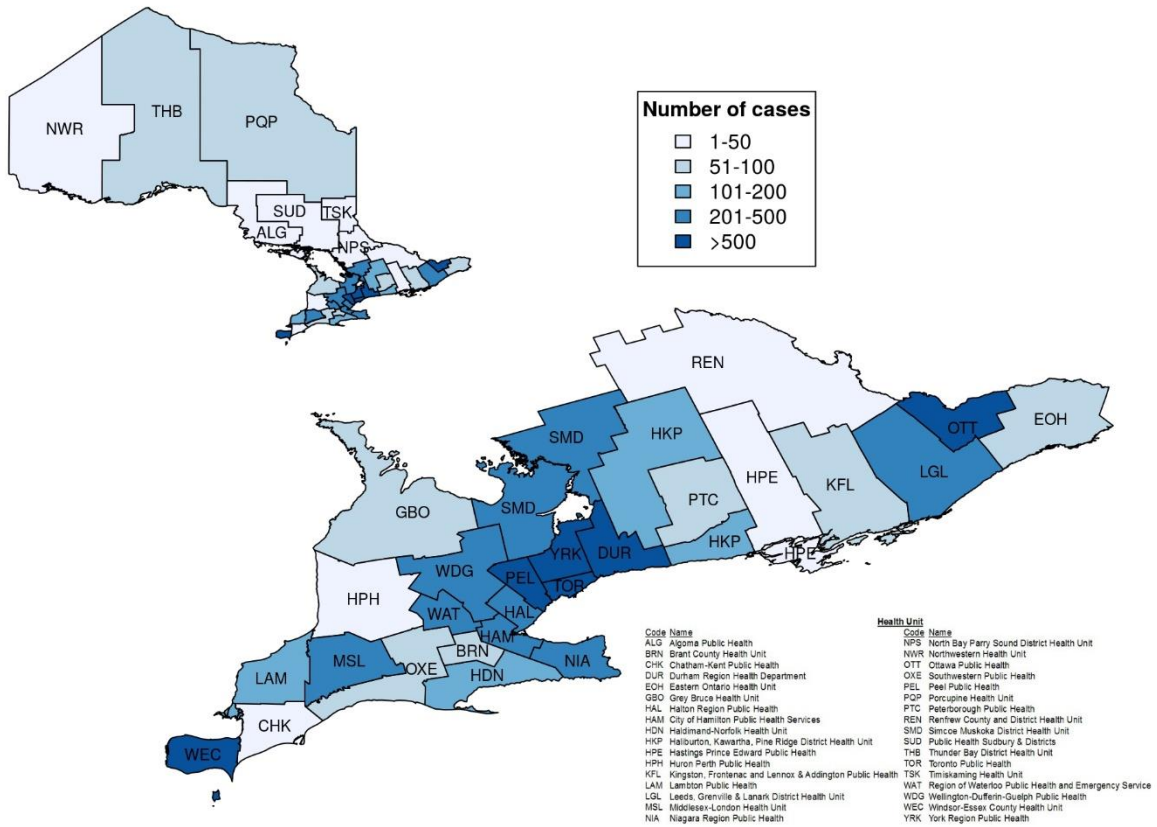 NWR
THB
PQP
SUD
TSK
ALG
NPS
Number of cases
1-50
51-100
101-200
201-500
>500
REN
SMD
HKP
OTT
EOH
LGL
HPE
KFL
PTC
GBO
SMD
HKP
HPE
YRK
DUR
WDG
PEL
TOR
HPH
WAT
HAL
HAM
BRN
MSL
OXE
NIA
LAM
HDN
CHK
WEC
Health Unit
Code Name
ALG Algoma Public Health
BRN Brant County Health Unit
CHK Chatham-Kent Public Health
DUR Durham Region Health Department
EOH Eastern Ontario Health Unit
GBO Grey Bruce Health Unit
HAL Halton Region Public Health
HAM City of Hamilton Public Health Services
HDN Haldimand-Norfolk Health Unit
HKP Haliburton, Kawartha, Pine Ridge District Health Unit
HPE Hastings Prince Edward Public Health
HPH Huron Perth Public Health
KFL Kingston, Frontenac and Lennox & Addington Public Health
LAM Lambton Public Health
LGL Leeds, Grenville & Lanark District Health Unit
MSL Middlesex-London Health Unit
NIA Niagara Region Public Health
Code Name
NPS North Bay Parry Sound District Health Unit
NWR Northwestern Health Unit
OTT Ottawa Public Health
OXE Southwestern Public Health
PEL Peel Public Health
PQP Porcupine Health Unit
PTC Peterborough Public Health
REN Renfrew County and District Health Unit
SMD Simcoe Muskoka District Health Unit
SUD Public Health Sudbury & Districts
THB Thunder Bay District Health Unit
TOR Toronto Public Health
TSK Timiskaming Health Unit
WAT Region of Waterloo Public Health and Emergency Service
WDG Wellington-Dufferin-Guelph Public Health
WEC Windsor-Essex County Health Unit
YRK York Region Public Health